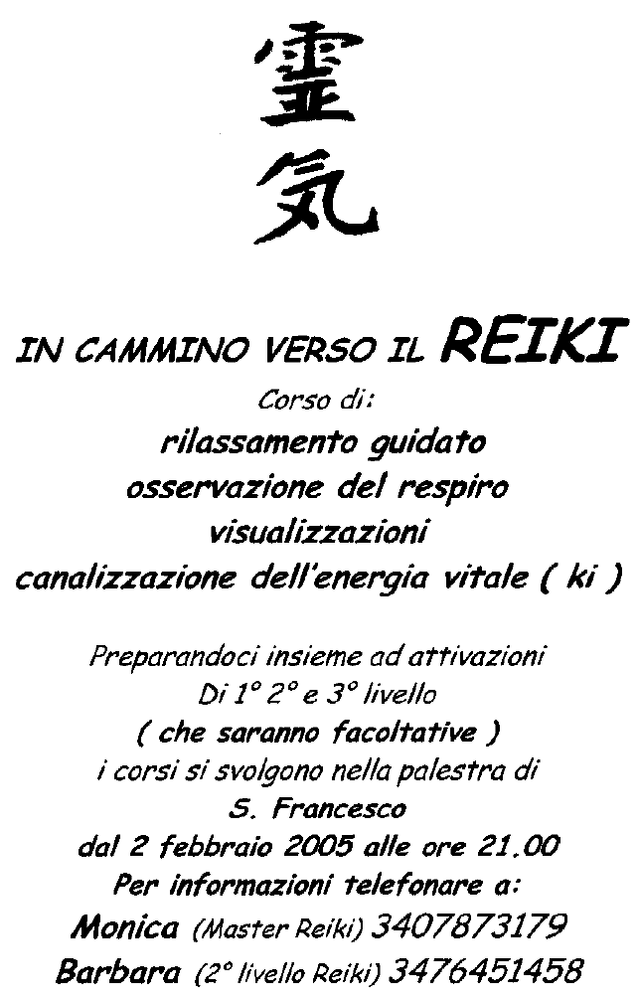 霊
気
IN CAMMINO VERSO IL REIKI
Corso di:
rilassamento guidato
osservazione del respiro
visualizzazioni
canalizzazione dell'energia vitale ( ki )
Preparandoci insieme ad attivazioni
Di 1° 2° e 3° livello
( che saranno facoltative )
i corsi si svolgono nella palestra di
S. Francesco
dal 2 febbraio 2005 alle ore 21.00
Per informazioni telefonare a:
Monica (Master Reiki) 3407873179
Barbara (2° livello Reiki) 3476451458